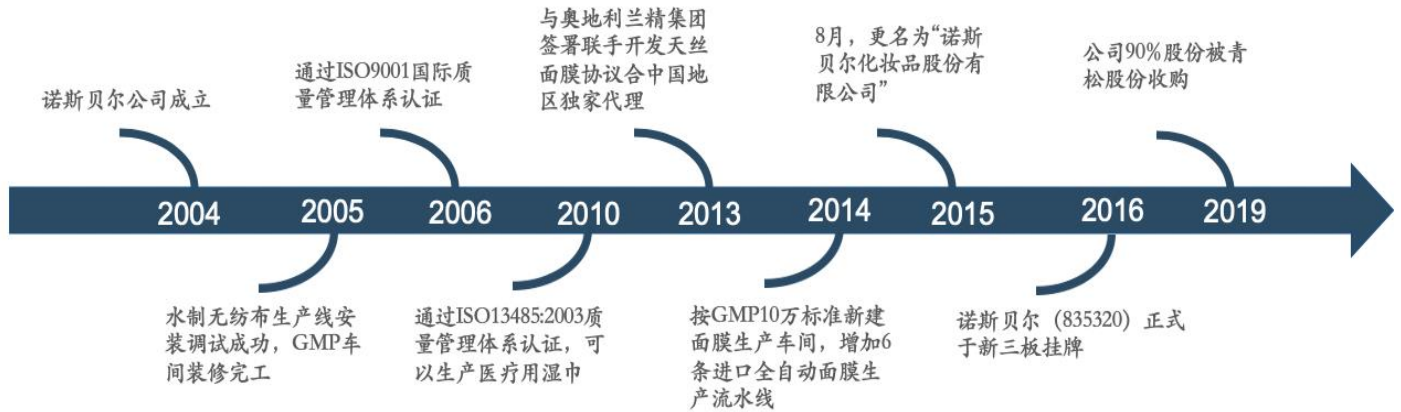 诺斯贝尔公司成立
通过ISO9001国际质
量管理体系认证
与奥地利兰精集团
签署联手开发天丝
面膜协议合中国地
区独家代理
8月，更名为“诺斯
贝尔化妆品股份有
限公司”
公司90%股份被青
松股份收购
2004 2005 2006 2010 2013 2014 2015 2016 2019
水制无纺布生产线安
装调试成功，GMP车
间装修完工
通过ISO13485:2003质
量管理体系认证，可
以生产医疗用湿巾
按GMP10万标准新建
面膜生产车间，增加6
条进口全自动面膜生
产流水线
诺斯贝尔（835320）正式
于新三板挂牌